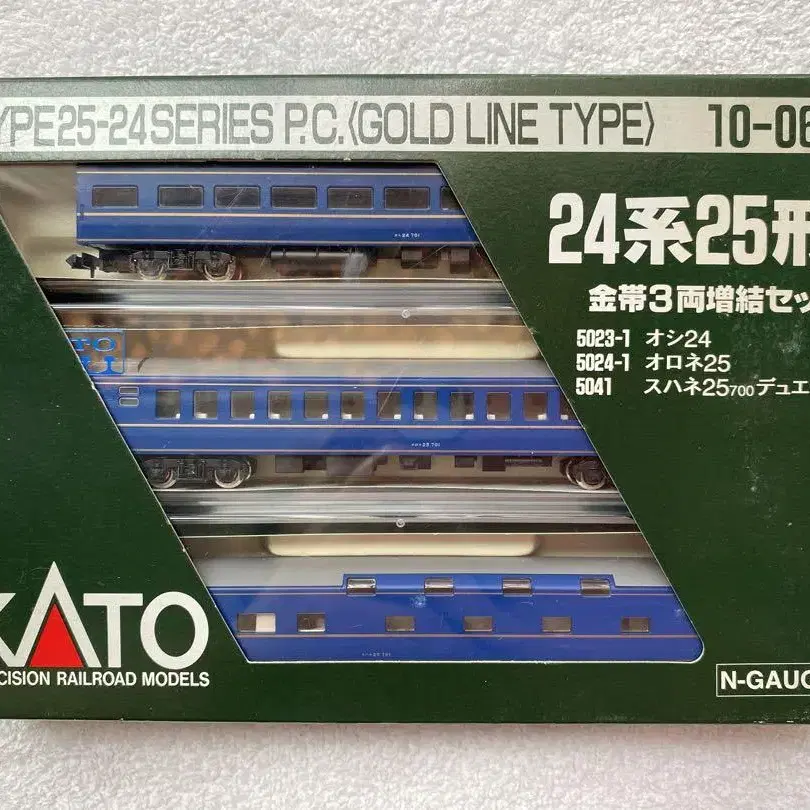 YPE25-24SERIES P.C.〈GOLD LINE TYPE〉 10-06
24系25形
金帯3両増結セッ
5023-1 オシ24
5024-1 オロネ25
5041 スハネ25700デュエ
KATO
CISION RAILROAD MODELS
N-GAUG